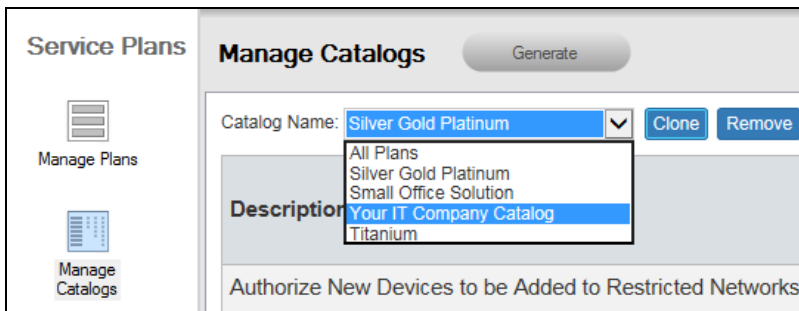 Service Plans
Manage Catalogs
Generate
Catalog Name: Silver Gold Platinum
Clone
Remove
All Plans
Silver Gold Platinum
Small Office Solution
Your IT Company Catalog
Titanium
Manage Plans
Description
Manage
Catalogs
Authorize New Devices to be Added to Restricted Networks